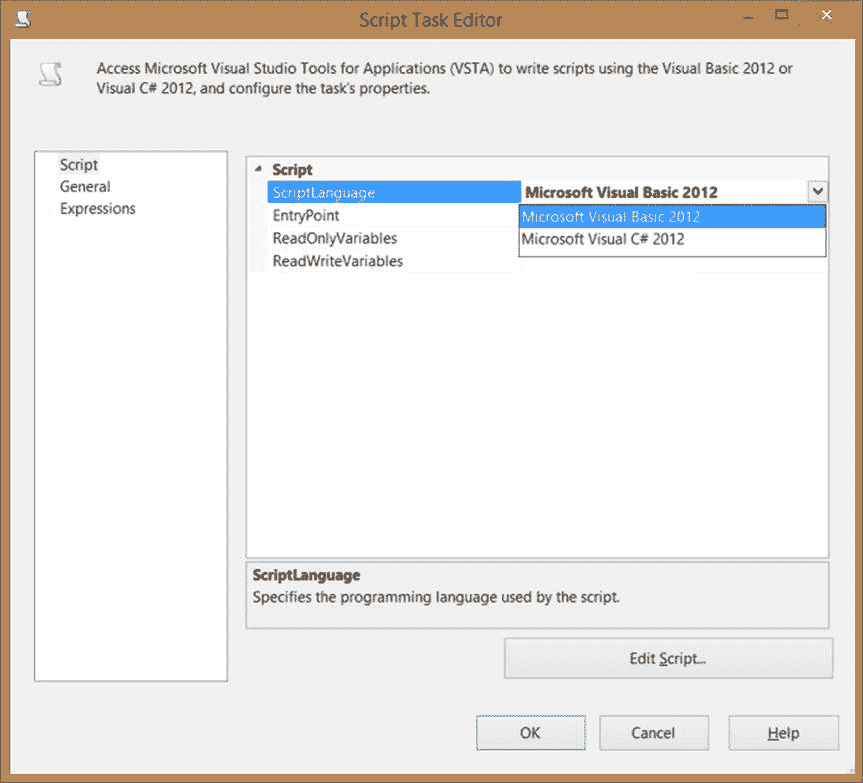 Script Task Editor
Access Microsoft Visual Studio Tools for Applications (VSTA) to write scripts using the Visual Basic 2012 or
Visual C# 2012, and configure the task's properties.
Script
General
Expressions
Script
ScriptLanguage
Microsoft Visual Basic 2012
EntryPoint
Microsoft Visual Basic 2012
ReadOnlyVariables
Microsoft Visual C# 2012
ReadWriteVariables
ScriptLanguage
Specifies the programming language used by the script.
Edit Script...
OK
Cancel
Help